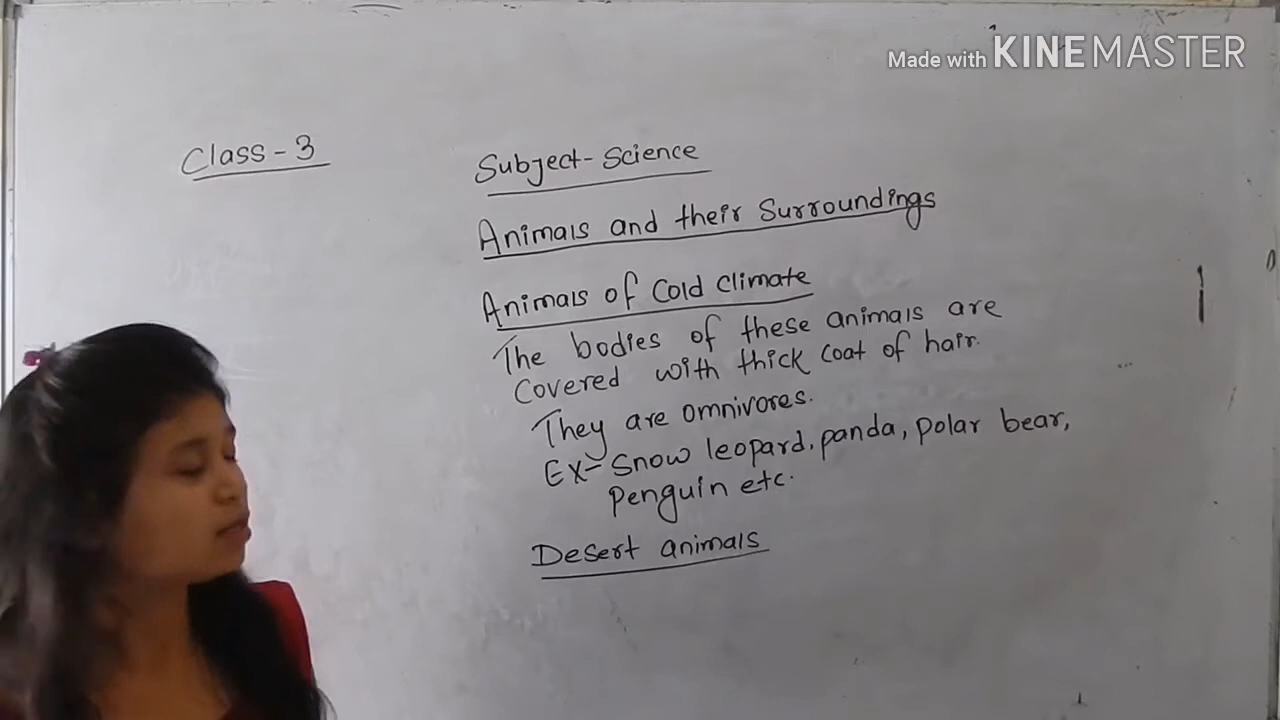 Made with KINEMASTER
Class - 3
Subject - Science
Animals and their Surroundings
Animals of Cold Climate
The bodies of these animals are
Covered with thick Coat of hair.
They are omnivores.
Ex- Snow leopard, panda, polar bear,
Penguin etc.
Desert animals